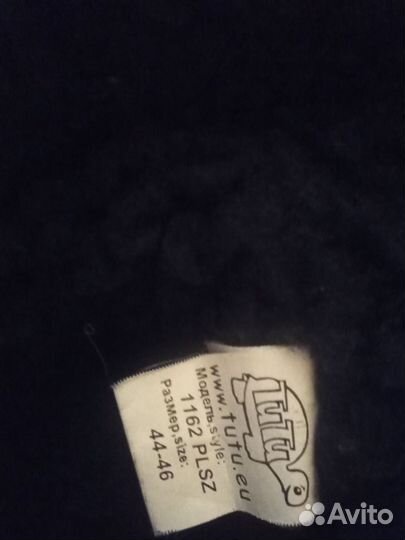 TuTu
www.tutu.eu
Модель,style:
1162 PLSZ
Размер,size:
44-46
Avito